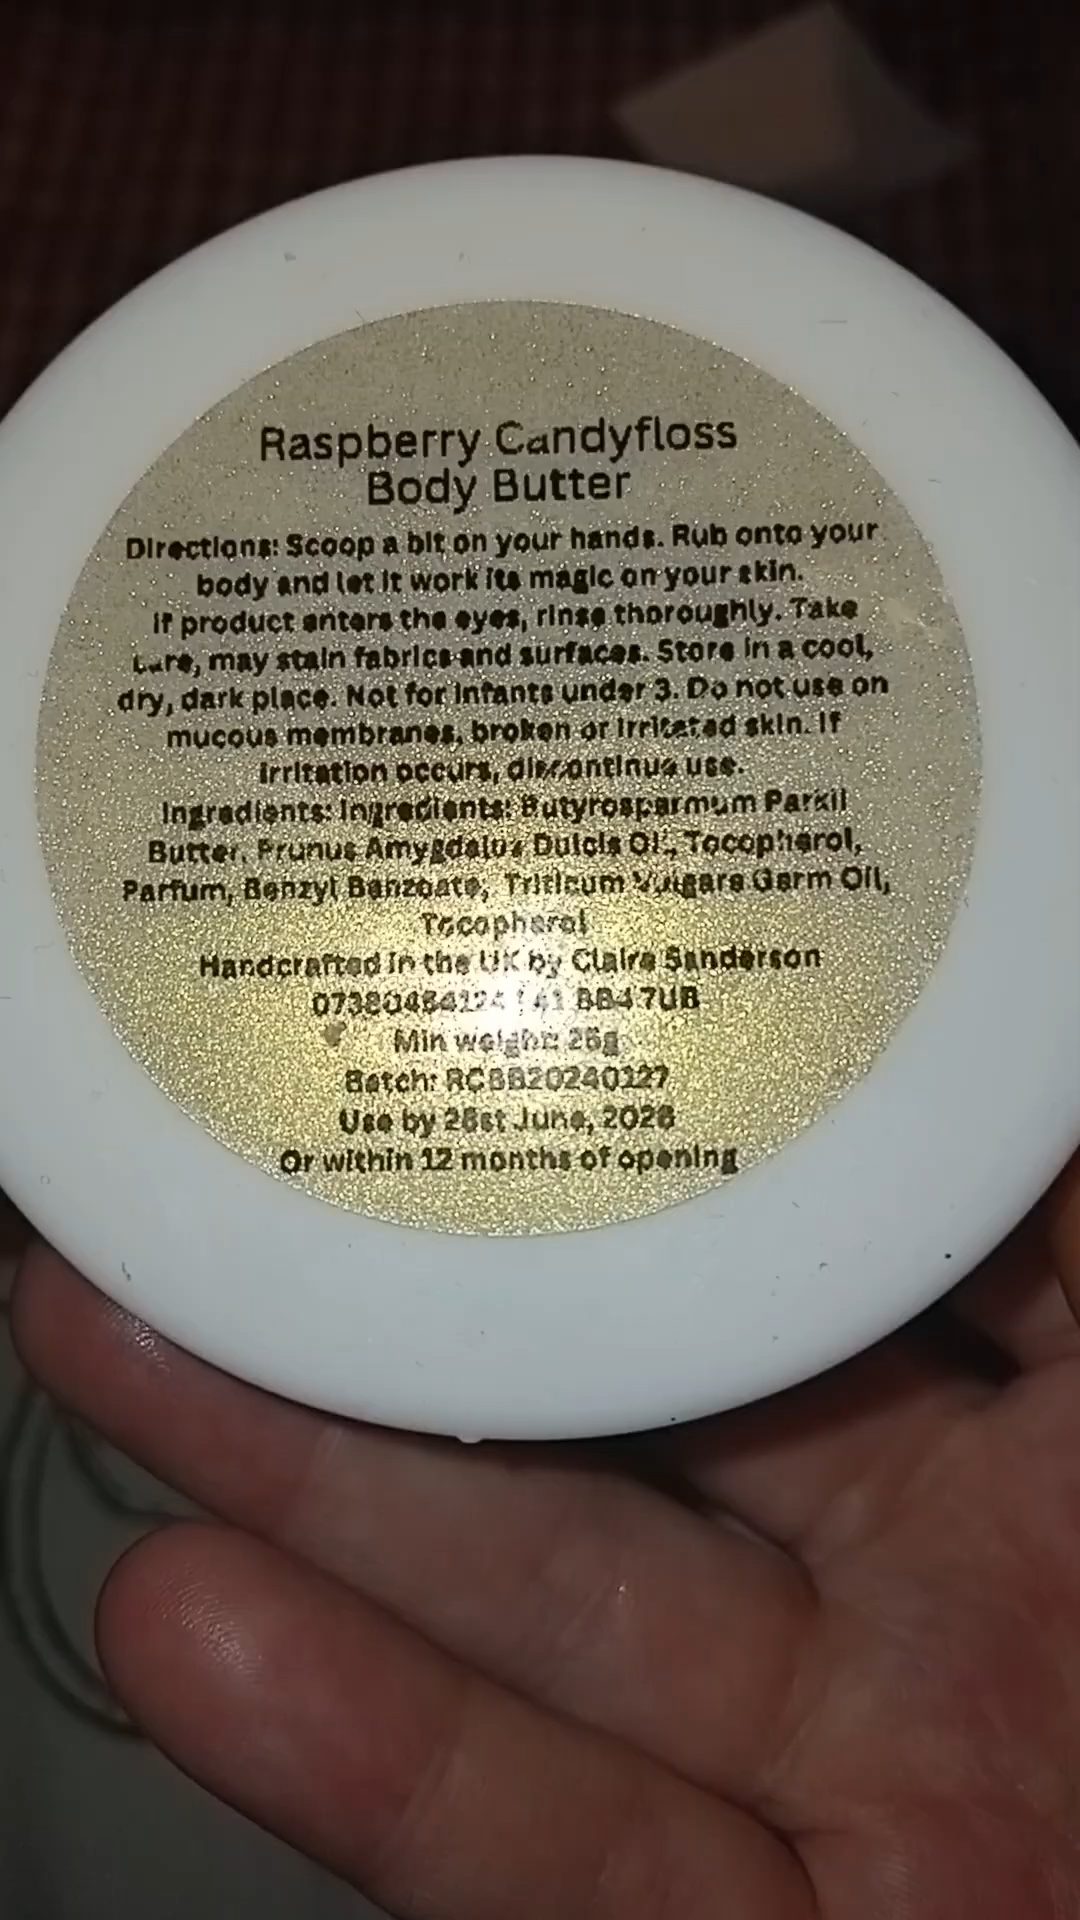 Raspberry Candyfloss
Body Butter
Directions: Scoop a bit on your hands. Rub onto your
body and let it work its magic on your skin.
If product enters the eyes, rinse thoroughly. Take
care, may stain fabrics and surfaces. Store in a cool,
dry, dark place. Not for infants under 3. Do not use on
mucous membranes, broken or irritated skin. If
irritation occurs, discontinue use.
Ingredients: Ingredients: Butyrospermum Parkii
Butter, Prunus Amygdalus Dulcis Oil, Tocopherol,
Parfum, Benzyl Benzoate, Triticum Vulgare Germ Oil,
Tocopherol
Handcrafted in the UK by Claire Sanderson
BB4 7UB
Min weight:
Batch: RCBB20240127
Use by June,
Or within 12 months of opening